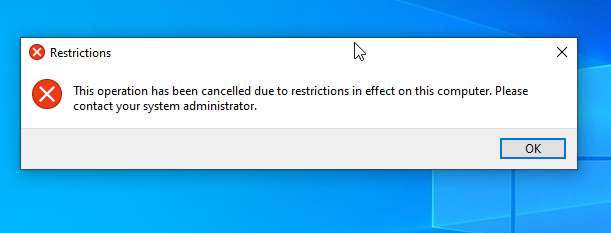 Restrictions
This operation has been cancelled due to restrictions in effect on this computer. Please
contact your system administrator.
OK